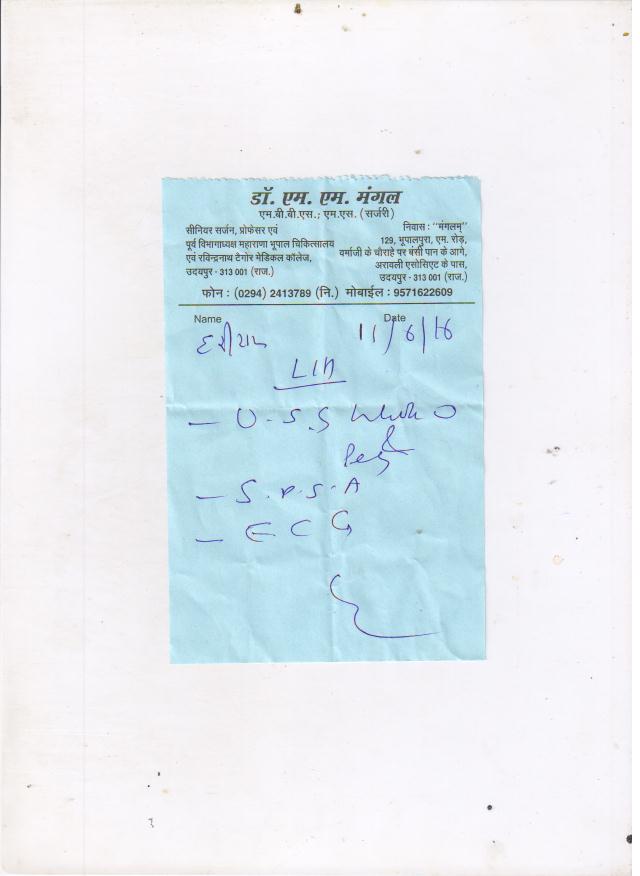 डॉ. एम. एम. मंगल
एम.बी.बी.एस.; एम.एस. (सर्जरी)
सीनियर सर्जन, प्रोफेसर एवं
पूर्व विभागाध्यक्ष महाराणा भूपाल चिकित्सालय
एवं रविन्द्रनाथ टेगोर मेडिकल कॉलेज,
उदयपुर - 313 001 (राज.)
निवास : "मंगलम्"
129, भूपालपुरा, एम. रोड़,
वर्माजी के चौराहे पर बंसी पान के आगे,
अरावली एसोसिएट के पास,
उदयपुर - 313 001 (राज.)
फोन : (0294) 2413789 (नि.) मोबाईल : 9571622609
Name Date
11/6/16
- U.S.G
&
- S.P.S.A
- E C G